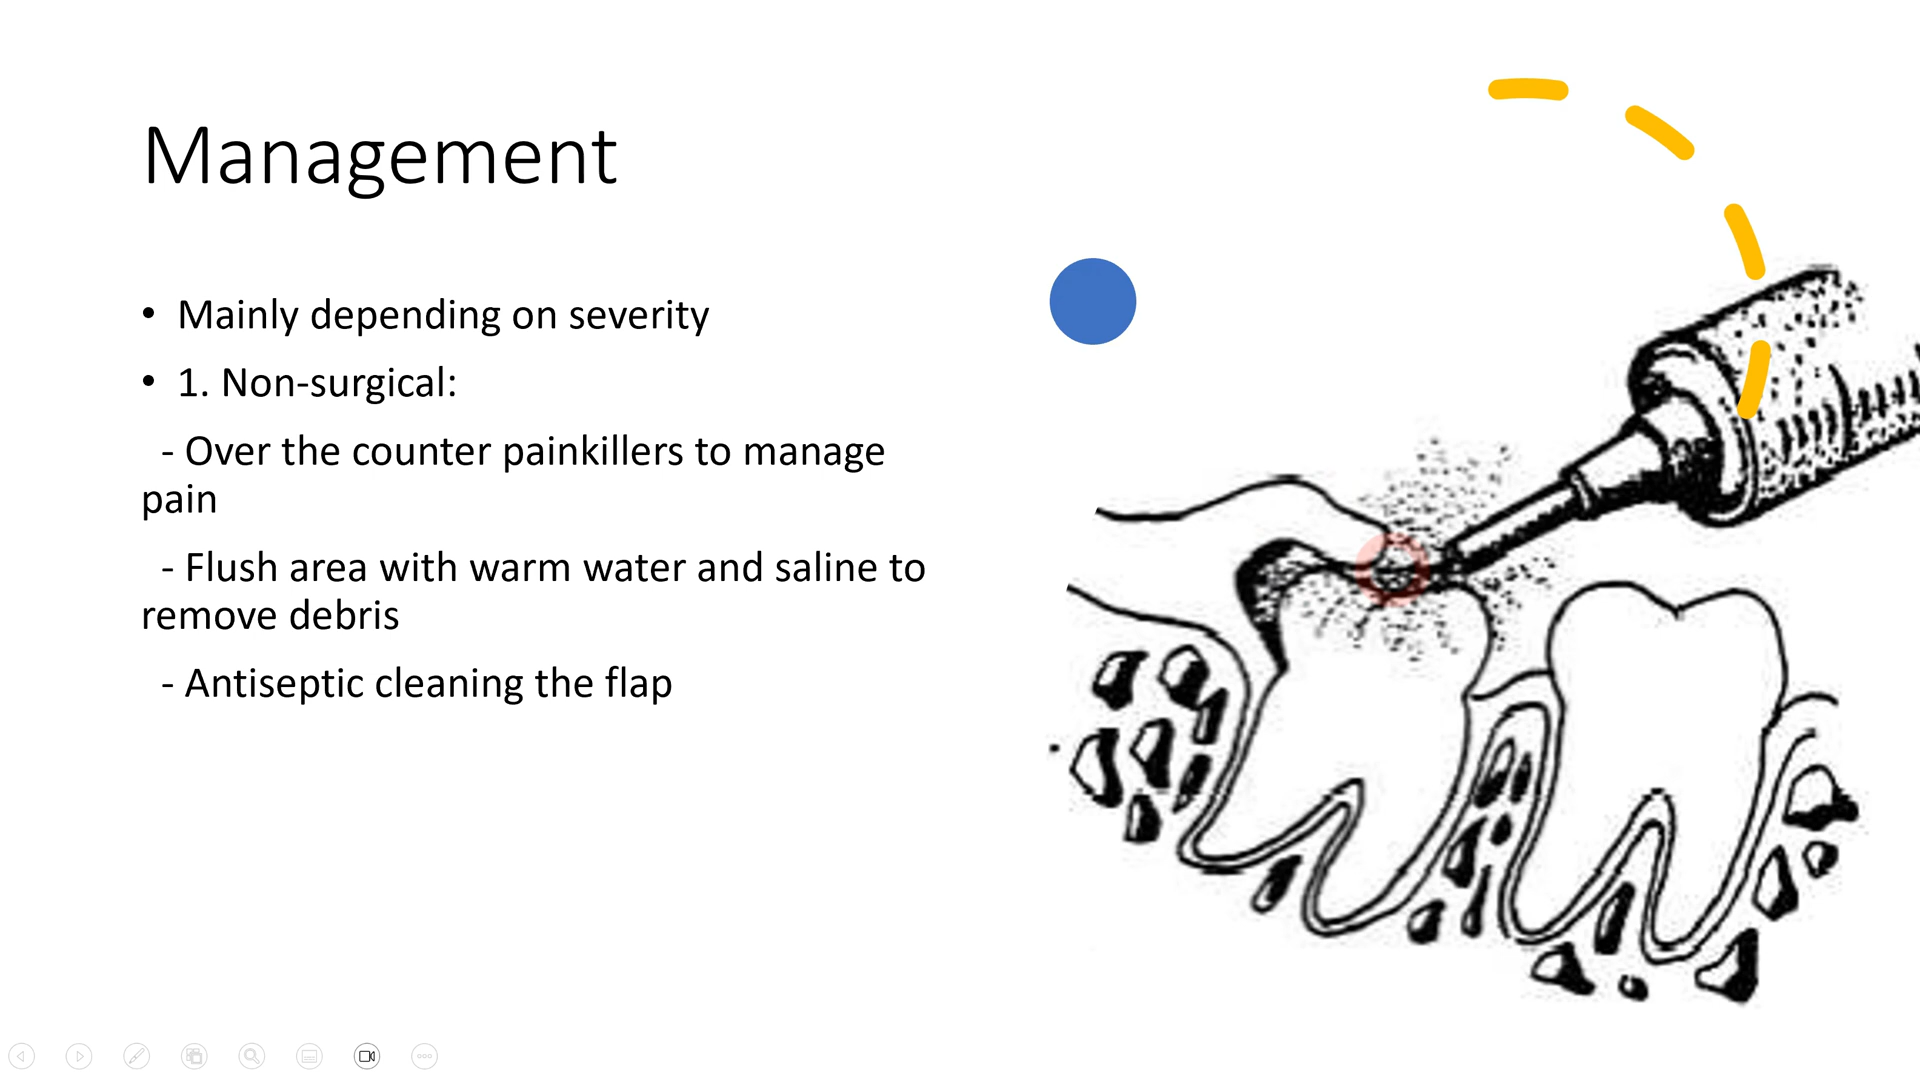 Management
• Mainly depending on severity
• 1. Non-surgical:
- Over the counter painkillers to manage
pain
- Flush area with warm water and saline to
remove debris
- Antiseptic cleaning the flap